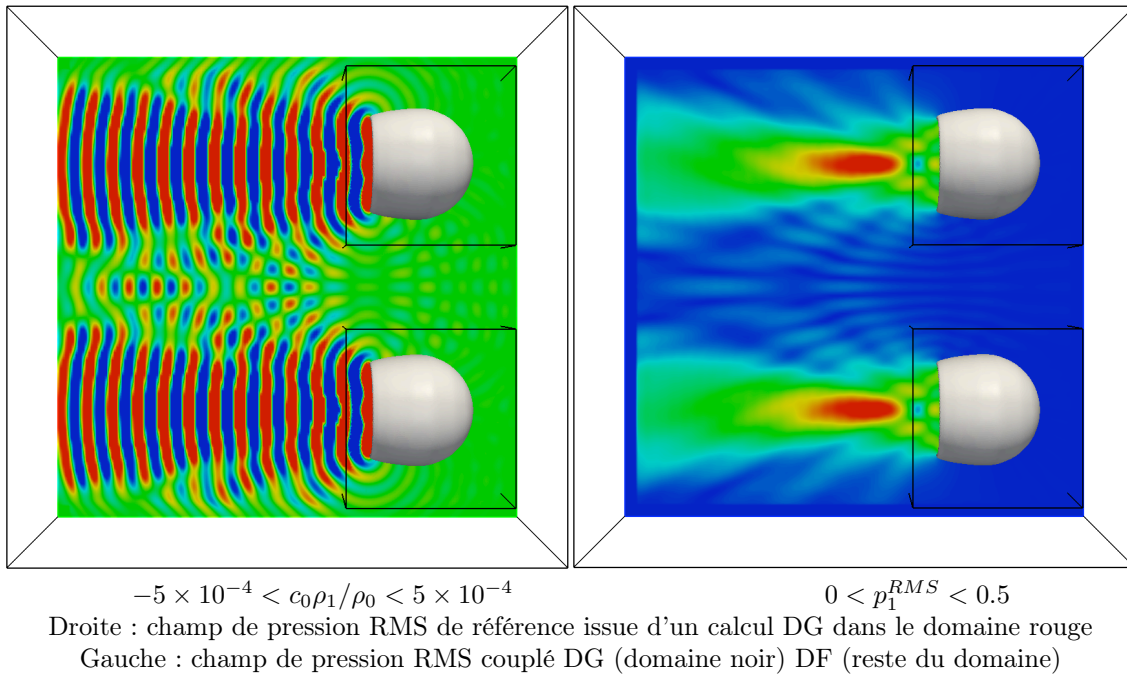 −5 × 10⁻⁴ < c₀ρ₁/ρ₀ < 5 × 10⁻⁴
0 < p₁ᴿᴹˢ < 0.5
Droite : champ de pression RMS de référence issue d'un calcul DG dans le domaine rouge
Gauche : champ de pression RMS couplé DG (domaine noir) DF (reste du domaine)